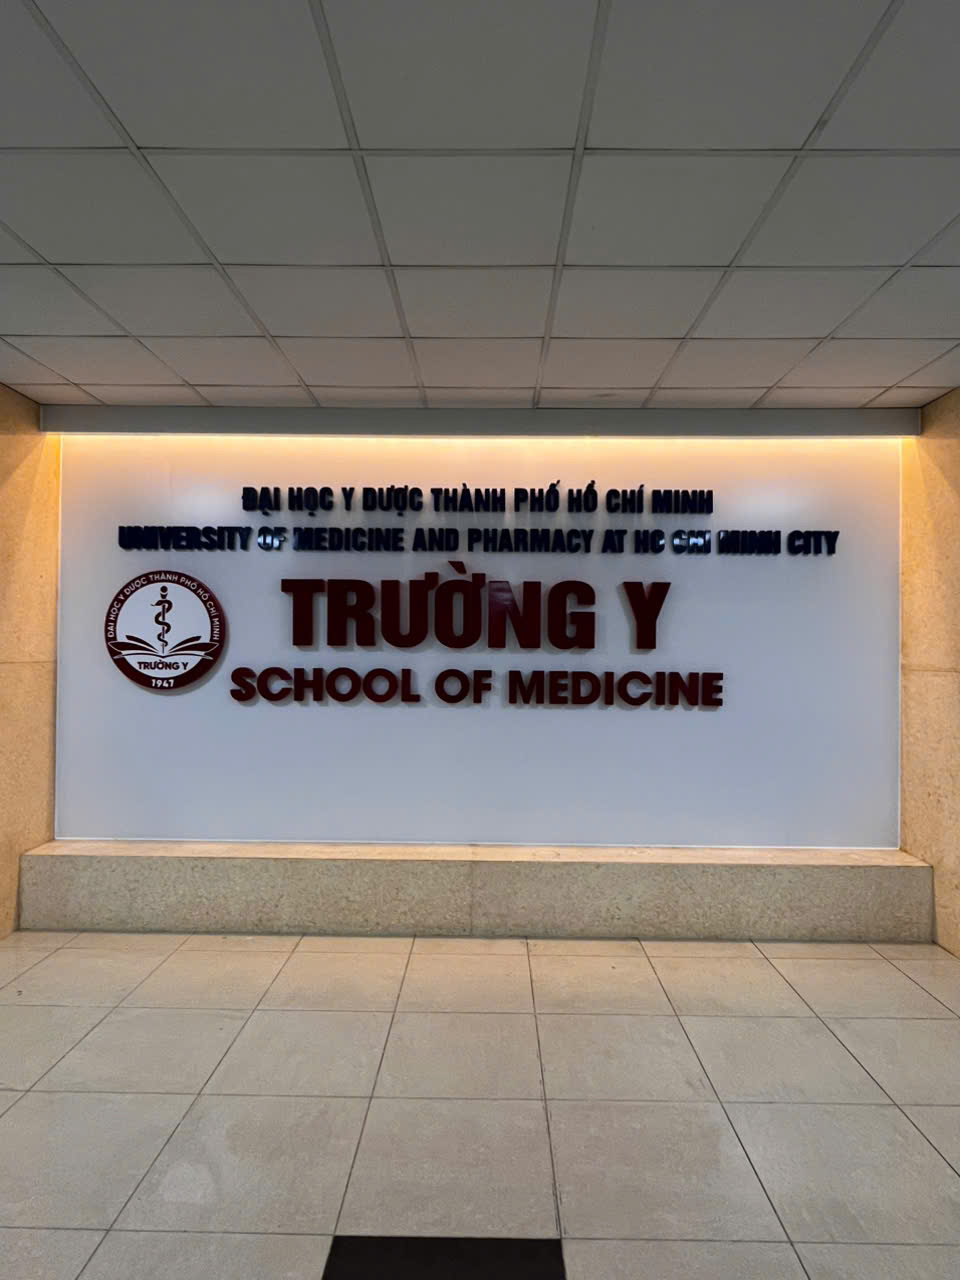 ĐẠI HỌC Y DƯỢC THÀNH PHỐ HỒ CHÍ MINH
UNIVERSITY OF MEDICINE AND PHARMACY AT HO CHI MINH CITY
TRƯỜNG Y
SCHOOL OF MEDICINE
ĐẠI HỌC Y DƯỢC THÀNH PHỐ HỒ CHÍ MINH
TRƯỜNG Y
1947